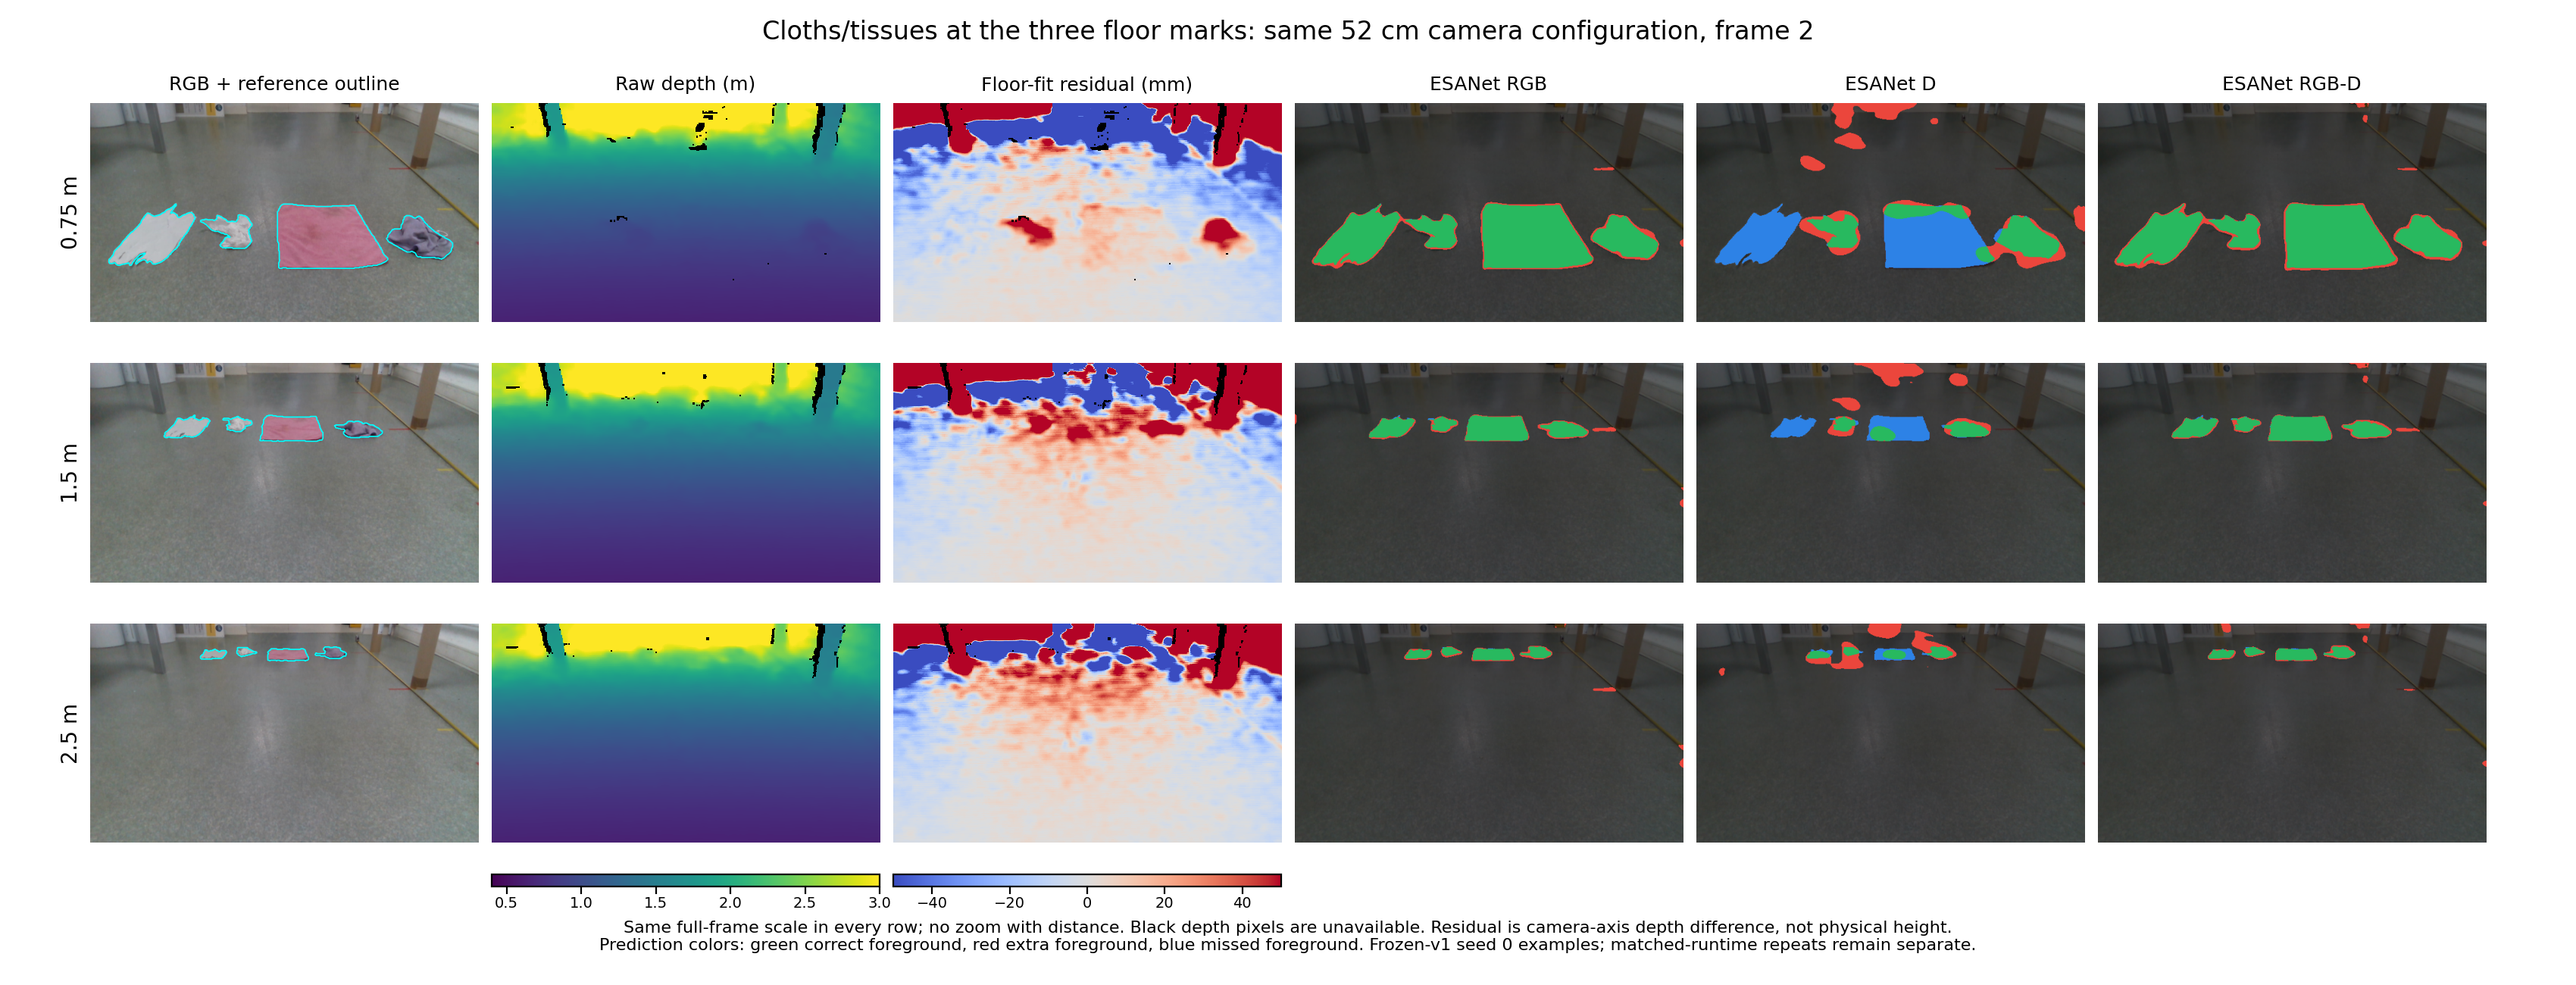 Cloths/tissues at the three floor marks: same 52 cm camera configuration, frame 2
RGB + reference outline
Raw depth (m)
Floor-fit residual (mm)
ESANet RGB
ESANet D
ESANet RGB-D
0.75 m
1.5 m
2.5 m
0.5 1.0 1.5 2.0 2.5 3.0
−40 −20 0 20 40
Same full-frame scale in every row; no zoom with distance. Black depth pixels are unavailable. Residual is camera-axis depth difference, not physical height.
Prediction colors: green correct foreground, red extra foreground, blue missed foreground. Frozen-v1 seed 0 examples; matched-runtime repeats remain separate.